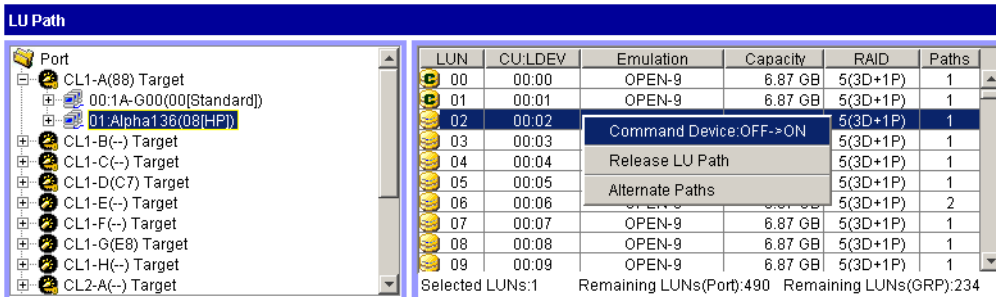 LU Path
Port
CL1-A(88) Target
00:1A-G00(00[Standard])
01:Alpha136(08[HP])
CL1-B(--) Target
CL1-C(--) Target
CL1-D(C7) Target
CL1-E(--) Target
CL1-F(--) Target
CL1-G(E8) Target
CL1-H(--) Target
CL2-A(--) Target
LUN CU:LDEV Emulation Capacity RAID Paths
C 00 00:00 OPEN-9 6.87 GB 5(3D+1P) 1
C 01 00:01 OPEN-9 6.87 GB 5(3D+1P) 1
02 00:02 5(3D+1P) 1
03 00:03 5(3D+1P) 1
04 00:04 5(3D+1P) 1
05 00:05 5(3D+1P) 1
06 00:06 5(3D+1P) 2
07 00:07 OPEN-9 6.87 GB 5(3D+1P) 1
08 00:08 OPEN-9 6.87 GB 5(3D+1P) 1
09 00:09 OPEN-9 6.87 GB 5(3D+1P) 1
Command Device:OFF->ON
Release LU Path
Alternate Paths
Selected LUNs:1 Remaining LUNs(Port):490 Remaining LUNs(GRP):234